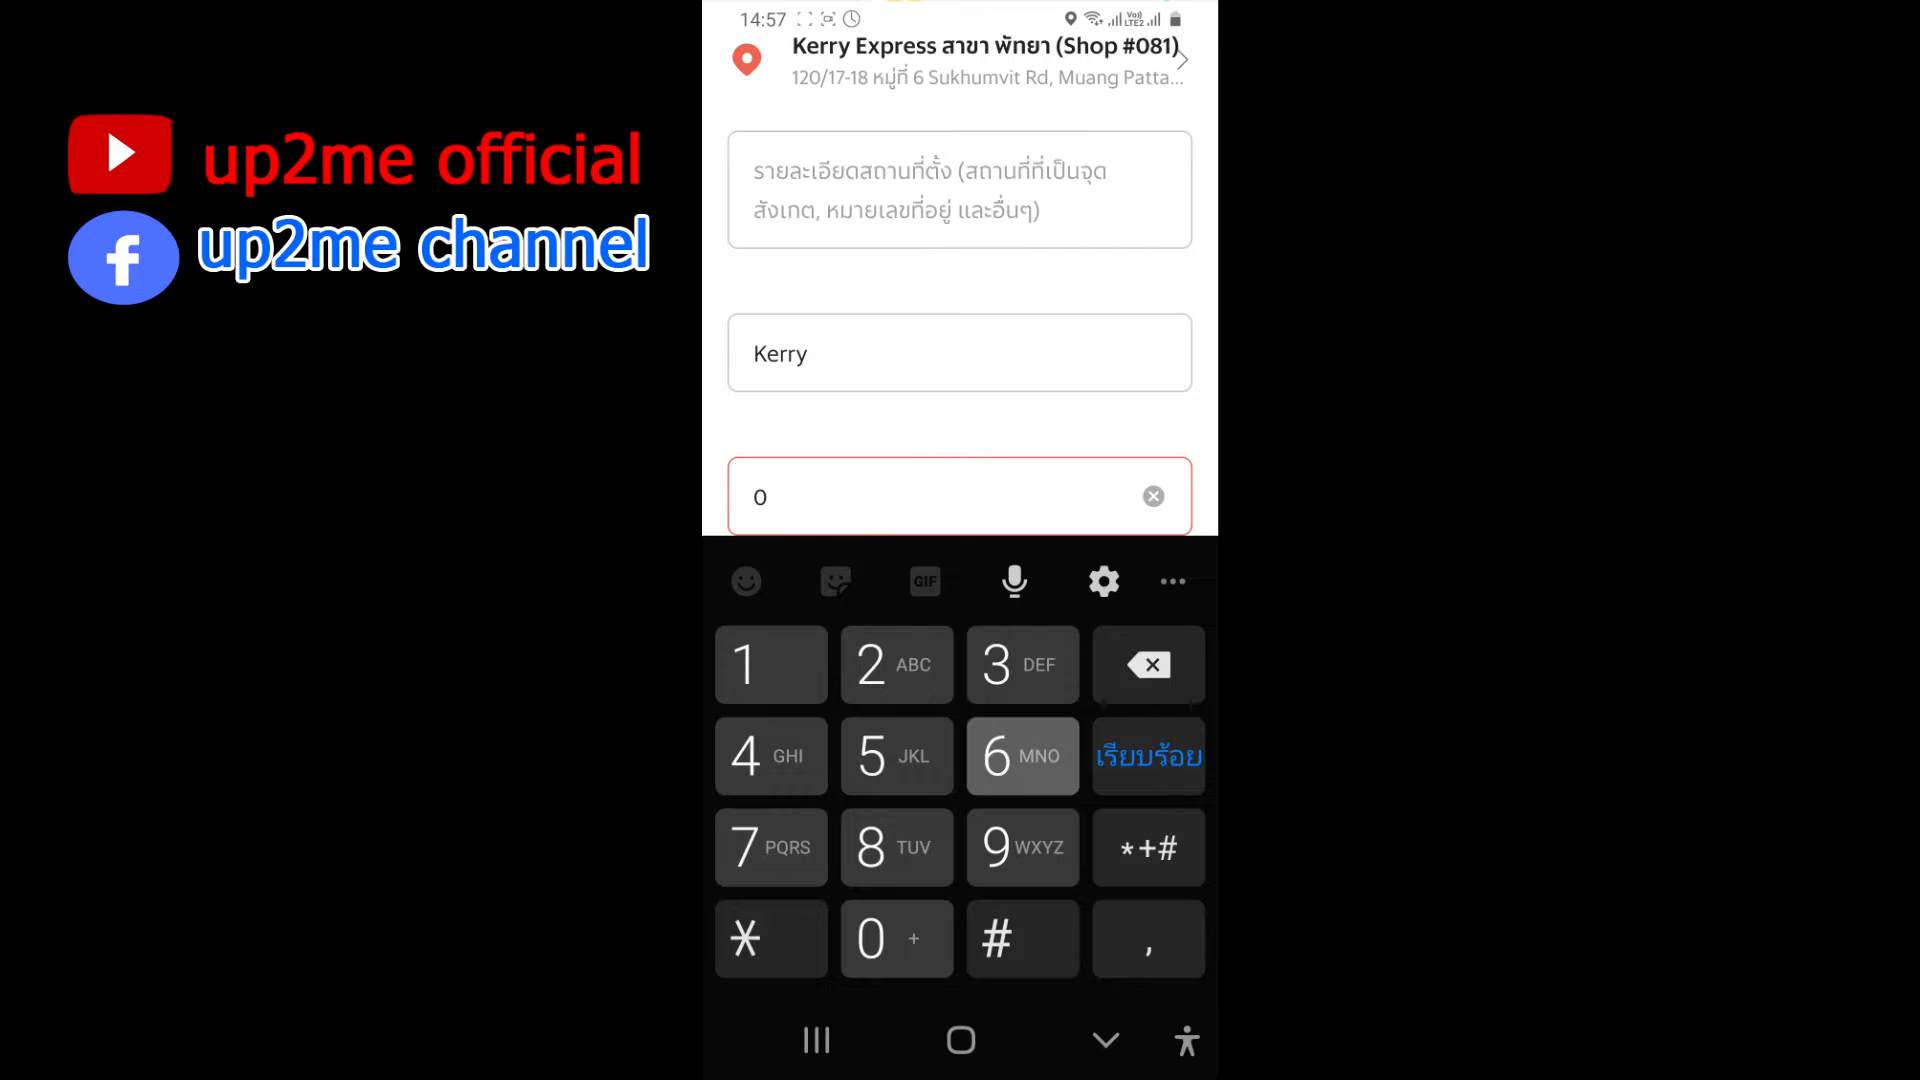 up2me official
up2me channel
14:57
Vo)) LTE2
Kerry Express สาขา พัทยา (Shop #081)
120/17-18 หมู่ที่ 6 Sukhumvit Rd, Muang Patta...
รายละเอียดสถานที่ตั้ง (สถานที่ที่เป็นจุด
สังเกต, หมายเลขที่อยู่ และอื่นๆ)
Kerry
0
GIF
1 2 ABC 3 DEF
4 GHI 5 JKL 6 MNO เรียบร้อย
7 PQRS 8 TUV 9 WXYZ *+#
* 0 + # ,